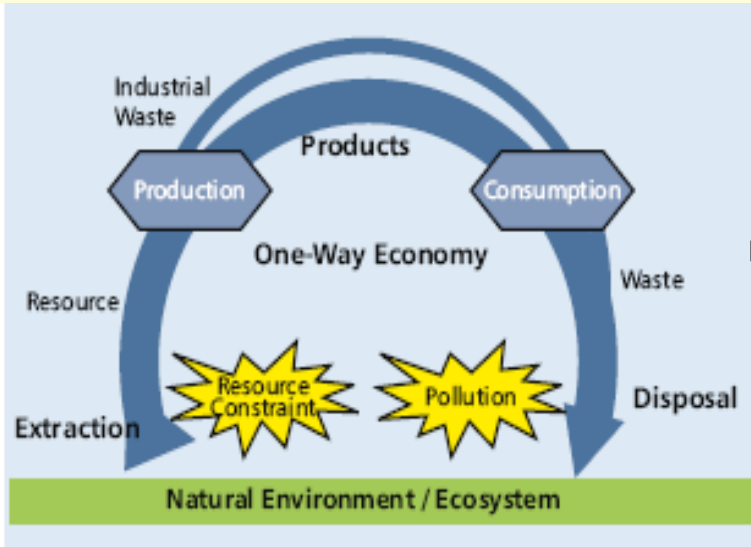 Industrial
Waste
Products
Production
Consumption
One-Way Economy
Waste
Resource
Resource
Constraint
Pollution
Disposal
Extraction
Natural Environment / Ecosystem